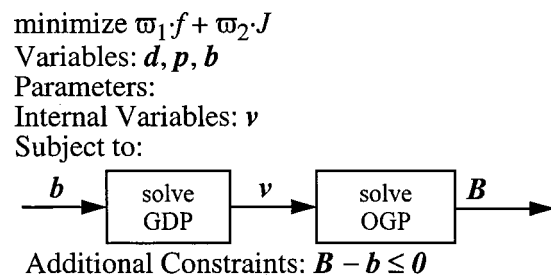 minimize ϖ₁·f + ϖ₂·J
Variables: d, p, b
Parameters:
Internal Variables: v
Subject to:
b solve GDP v solve OGP B
Additional Constraints: B − b ≤ 0